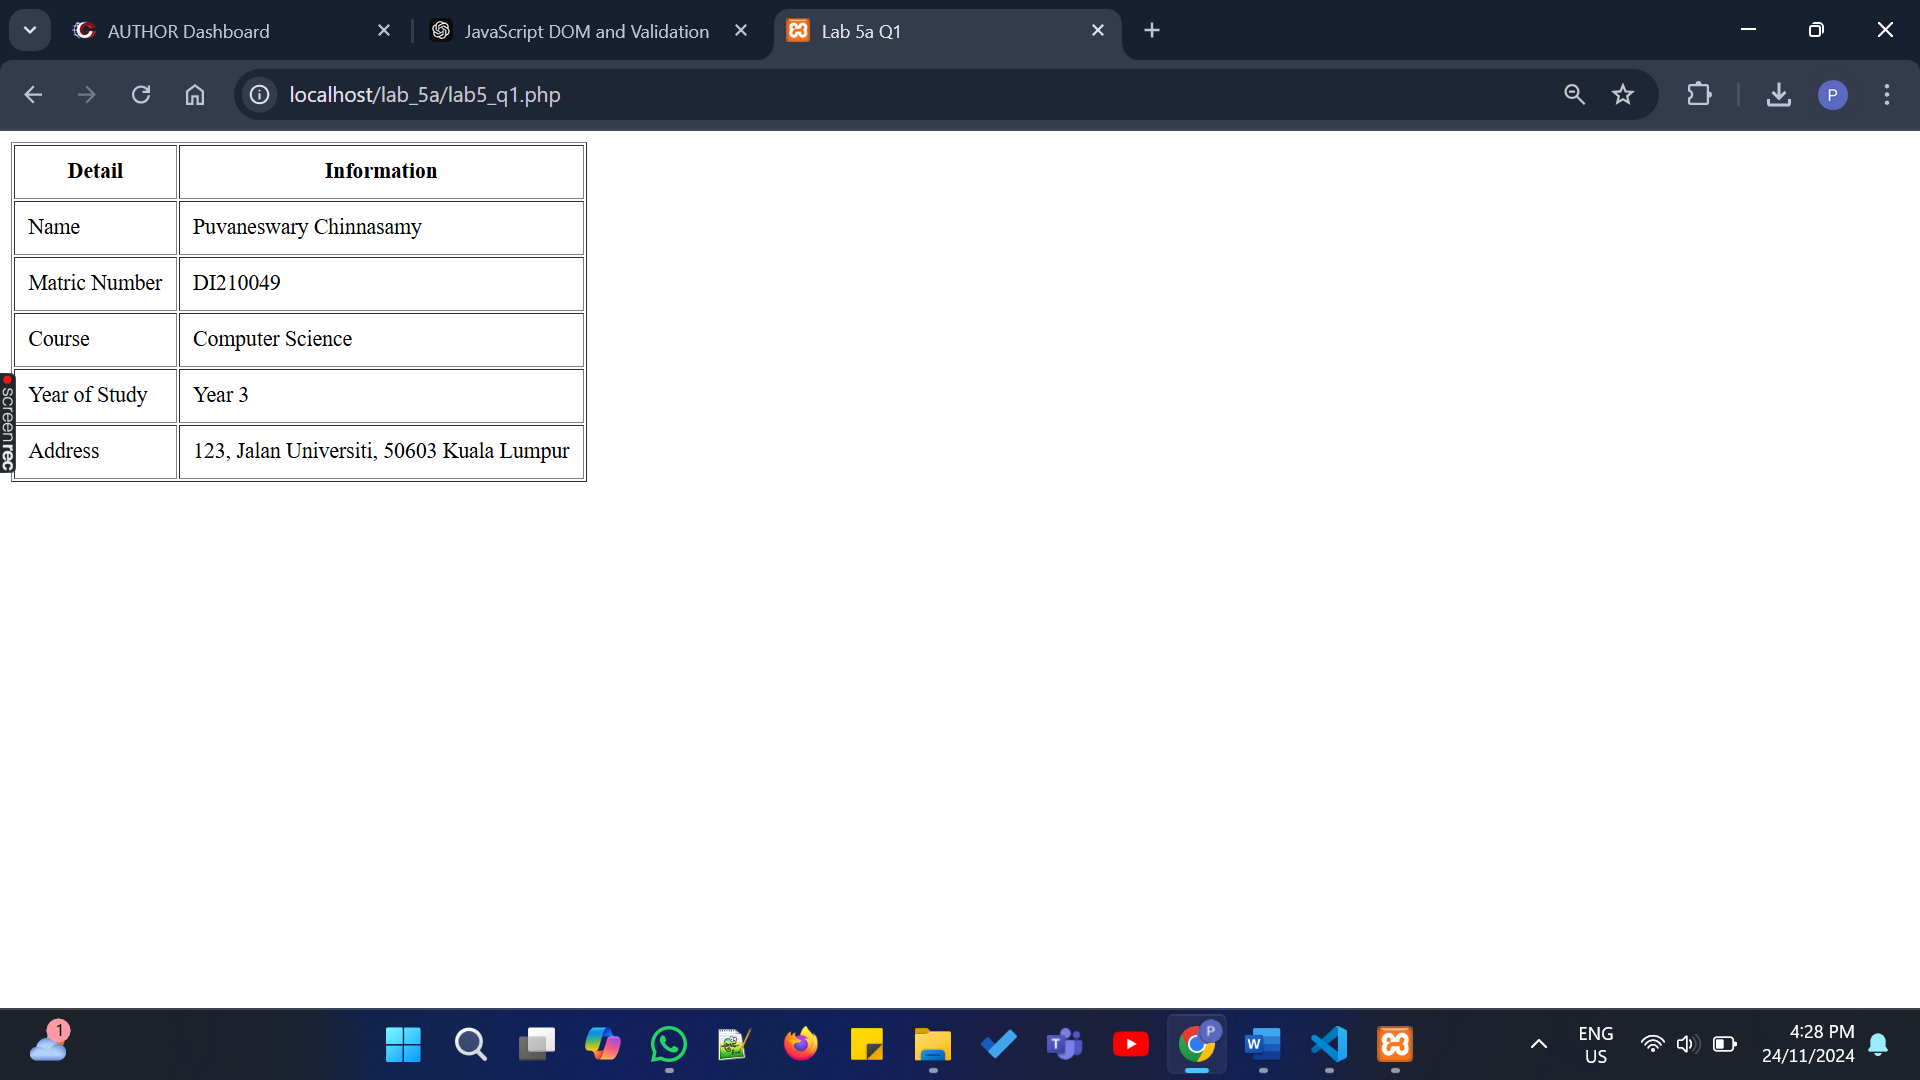 AUTHOR Dashboard
JavaScript DOM and Validation
Lab 5a Q1
localhost/lab_5a/lab5_q1.php
P
Detail Information
Name Puvaneswary Chinnasamy
Matric Number DI210049
Course Computer Science
Year of Study Year 3
Address 123, Jalan Universiti, 50603 Kuala Lumpur
screenrec
1
P
T
W
ENG
US
4:28 PM
24/11/2024